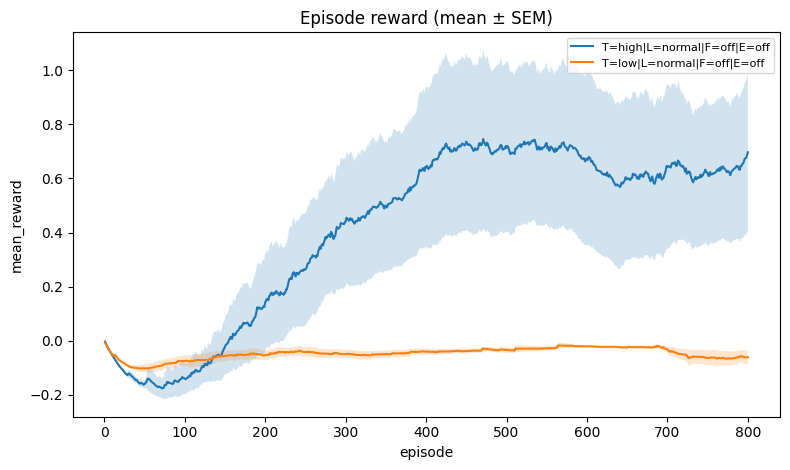 Episode reward (mean ± SEM)
T=high|L=normal|F=off|E=off
T=low|L=normal|F=off|E=off
mean_reward
1.0
0.8
0.6
0.4
0.2
0.0
−0.2
0 100 200 300 400 500 600 700 800
episode